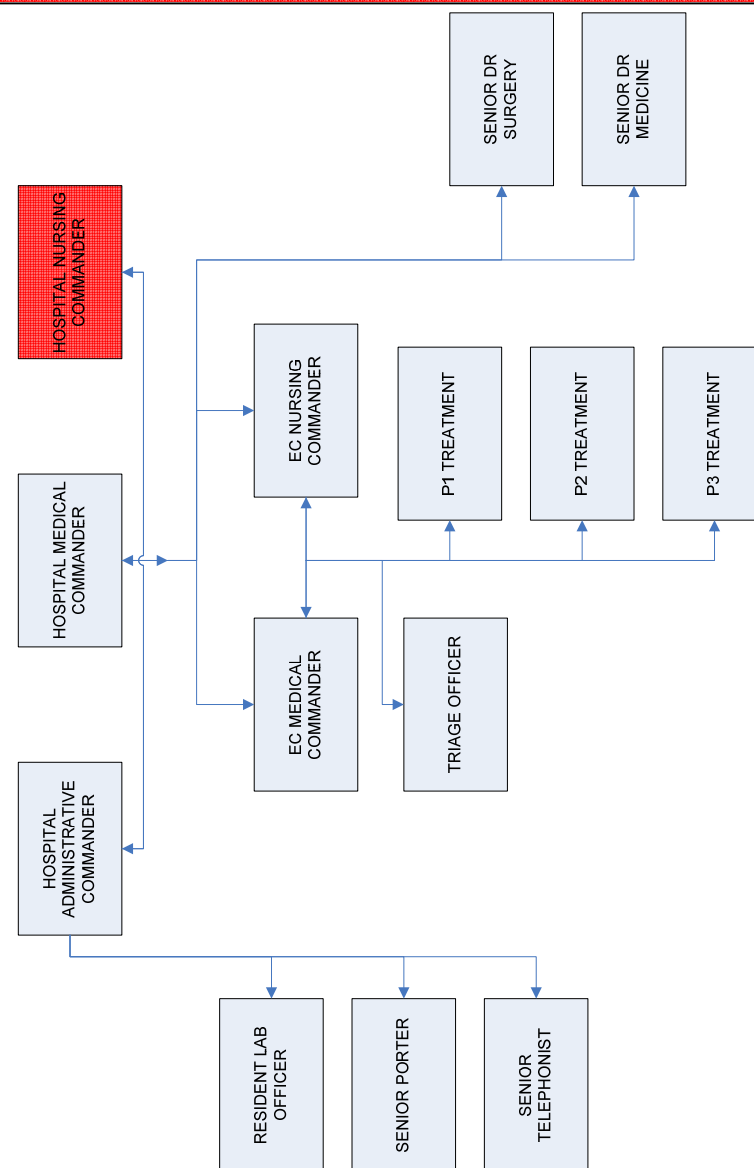 HOSPITAL
ADMINISTRATIVE
COMMANDER
HOSPITAL MEDICAL
COMMANDER
HOSPITAL NURSING
COMMANDER
RESIDENT LAB
OFFICER
SENIOR PORTER
SENIOR
TELEPHONIST
EC MEDICAL
COMMANDER
EC NURSING
COMMANDER
TRIAGE OFFICER
P1 TREATMENT
P2 TREATMENT
P3 TREATMENT
SENIOR DR
SURGERY
SENIOR DR
MEDICINE